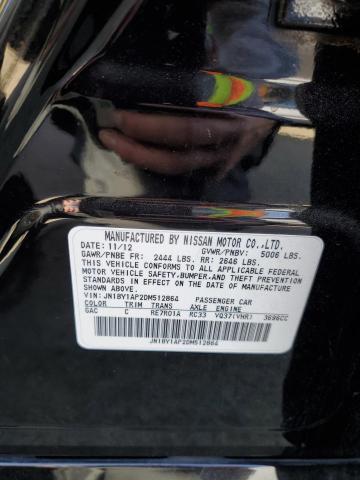 MANUFACTURED BY NISSAN MOTOR CO.,LTD.
DATE: 11/12 GVWR/PNBV: 5006 LBS.
GAWR/PNBE FR: 2444 LBS. RR: 2646 LBS.
THIS VEHICLE CONFORMS TO ALL APPLICABLE FEDERAL
MOTOR VEHICLE SAFETY, BUMPER, AND THEFT PREVENTION
STANDARDS IN EFFECT ON THE DATE OF MANUFACTURE
SHOWN ABOVE.
VIN: JN1BY1AP2DM512864 PASSENGER CAR
COLOR TRIM TRANS AXLE ENGINE
GAC C RE7R01A RC33 VQ37(VHR) 3696CC
JN1BY1AP2DM512864